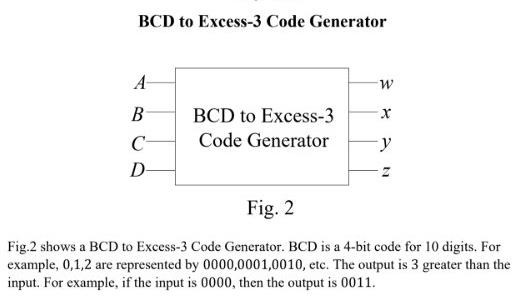 BCD to Excess-3 Code Generator
A
w
B
BCD to Excess-3
x
C
Code Generator
y
D
z
Fig. 2
Fig.2 shows a BCD to Excess-3 Code Generator. BCD is a 4-bit code for 10 digits. For
example, 0,1,2 are represented by 0000,0001,0010, etc. The output is 3 greater than the
input. For example, if the input is 0000, then the output is 0011.